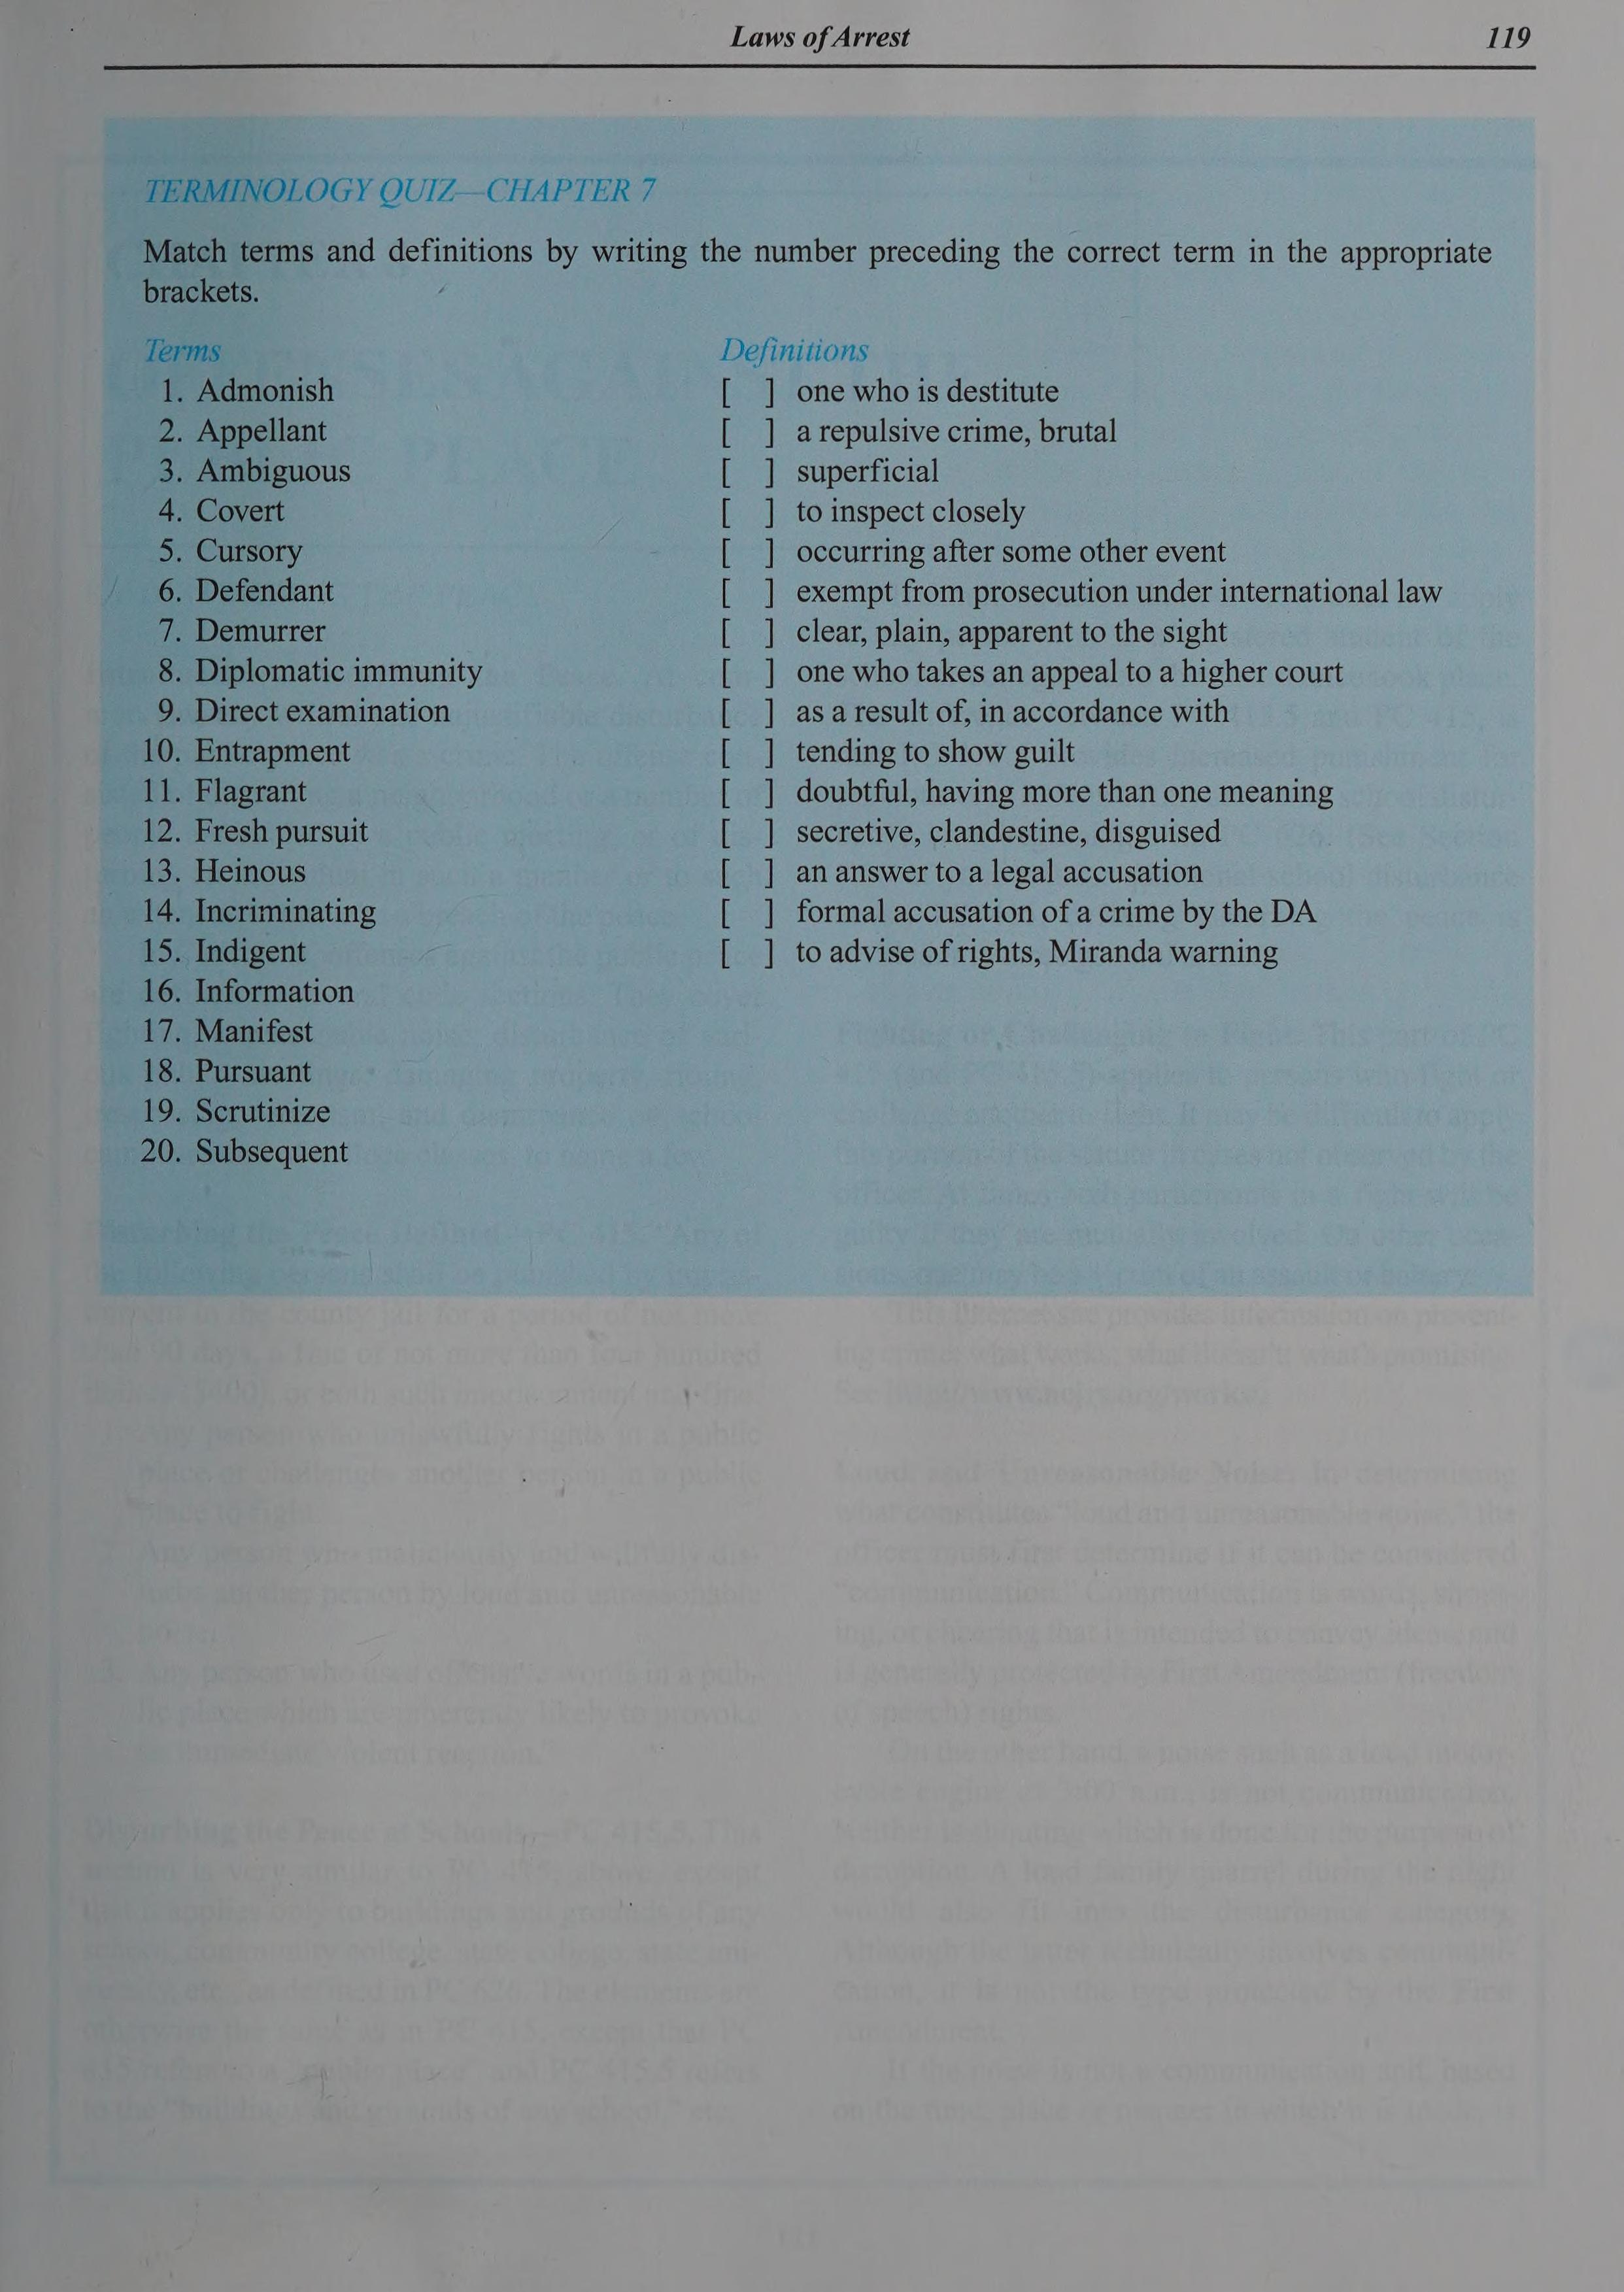 Laws of Arrest 119
TERMINOLOGY QUIZ—CHAPTER 7
Match terms and definitions by writing the number preceding the correct term in the appropriate
brackets.
Terms
1. Admonish
2. Appellant
3. Ambiguous
4. Covert
5. Cursory
6. Defendant
7. Demurrer
8. Diplomatic immunity
9. Direct examination
10. Entrapment
11. Flagrant
12. Fresh pursuit
13. Heinous
14. Incriminating
15. Indigent
16. Information
17. Manifest
18. Pursuant
19. Scrutinize
20. Subsequent
Definitions
[ ] one who is destitute
[ ] a repulsive crime, brutal
[ ] superficial
[ ] to inspect closely
[ ] occurring after some other event
[ ] exempt from prosecution under international law
[ ] clear, plain, apparent to the sight
[ ] one who takes an appeal to a higher court
[ ] as a result of, in accordance with
[ ] tending to show guilt
[ ] doubtful, having more than one meaning
[ ] secretive, clandestine, disguised
[ ] an answer to a legal accusation
[ ] formal accusation of a crime by the DA
[ ] to advise of rights, Miranda warning